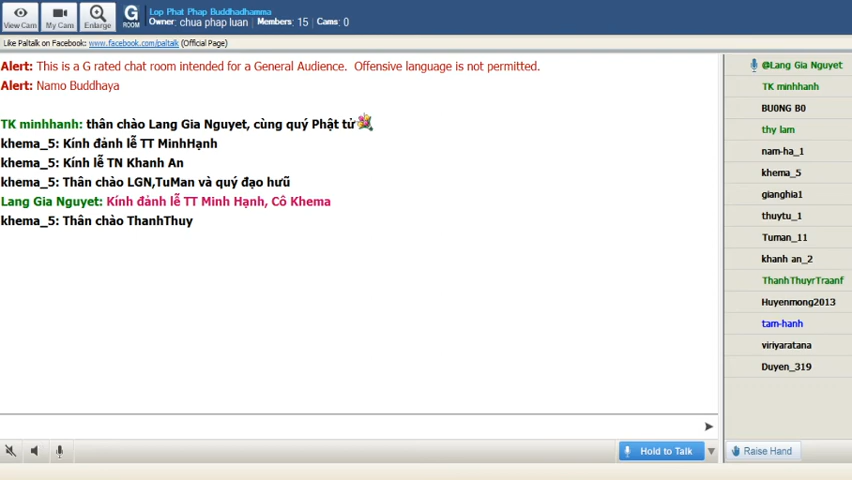 View Cam
My Cam
Enlarge
G
ROOM
Lop Phat Phap Buddhadhamma
Owner: chua phap luan Members: 15 Cams: 0
Like Paltalk on Facebook: www.facebook.com/paltalk (Official Page)
Alert: This is a G rated chat room intended for a General Audience. Offensive language is not permitted.
Alert: Namo Buddhaya
TK minhhanh: thân chào Lang Gia Nguyet, cùng quý Phật tử
khema_5: Kính đảnh lễ TT MinhHạnh
khema_5: Kính lễ TN Khanh An
khema_5: Thân chào LGN,TuMan và quý đạo hưũ
Lang Gia Nguyet: Kính đảnh lễ TT Minh Hạnh, Cô Khema
khema_5: Thân chào ThanhThuy
@Lang Gia Nguyet
TK minhhanh
BU0NG B0
thy lam
nam-ha_1
khema_5
gianghia1
thuytu_1
Tuman_11
khanh an_2
ThanhThuyrTraanf
Huyenmong2013
tam-hanh
viriyaratana
Duyen_319
Hold to Talk
Raise Hand